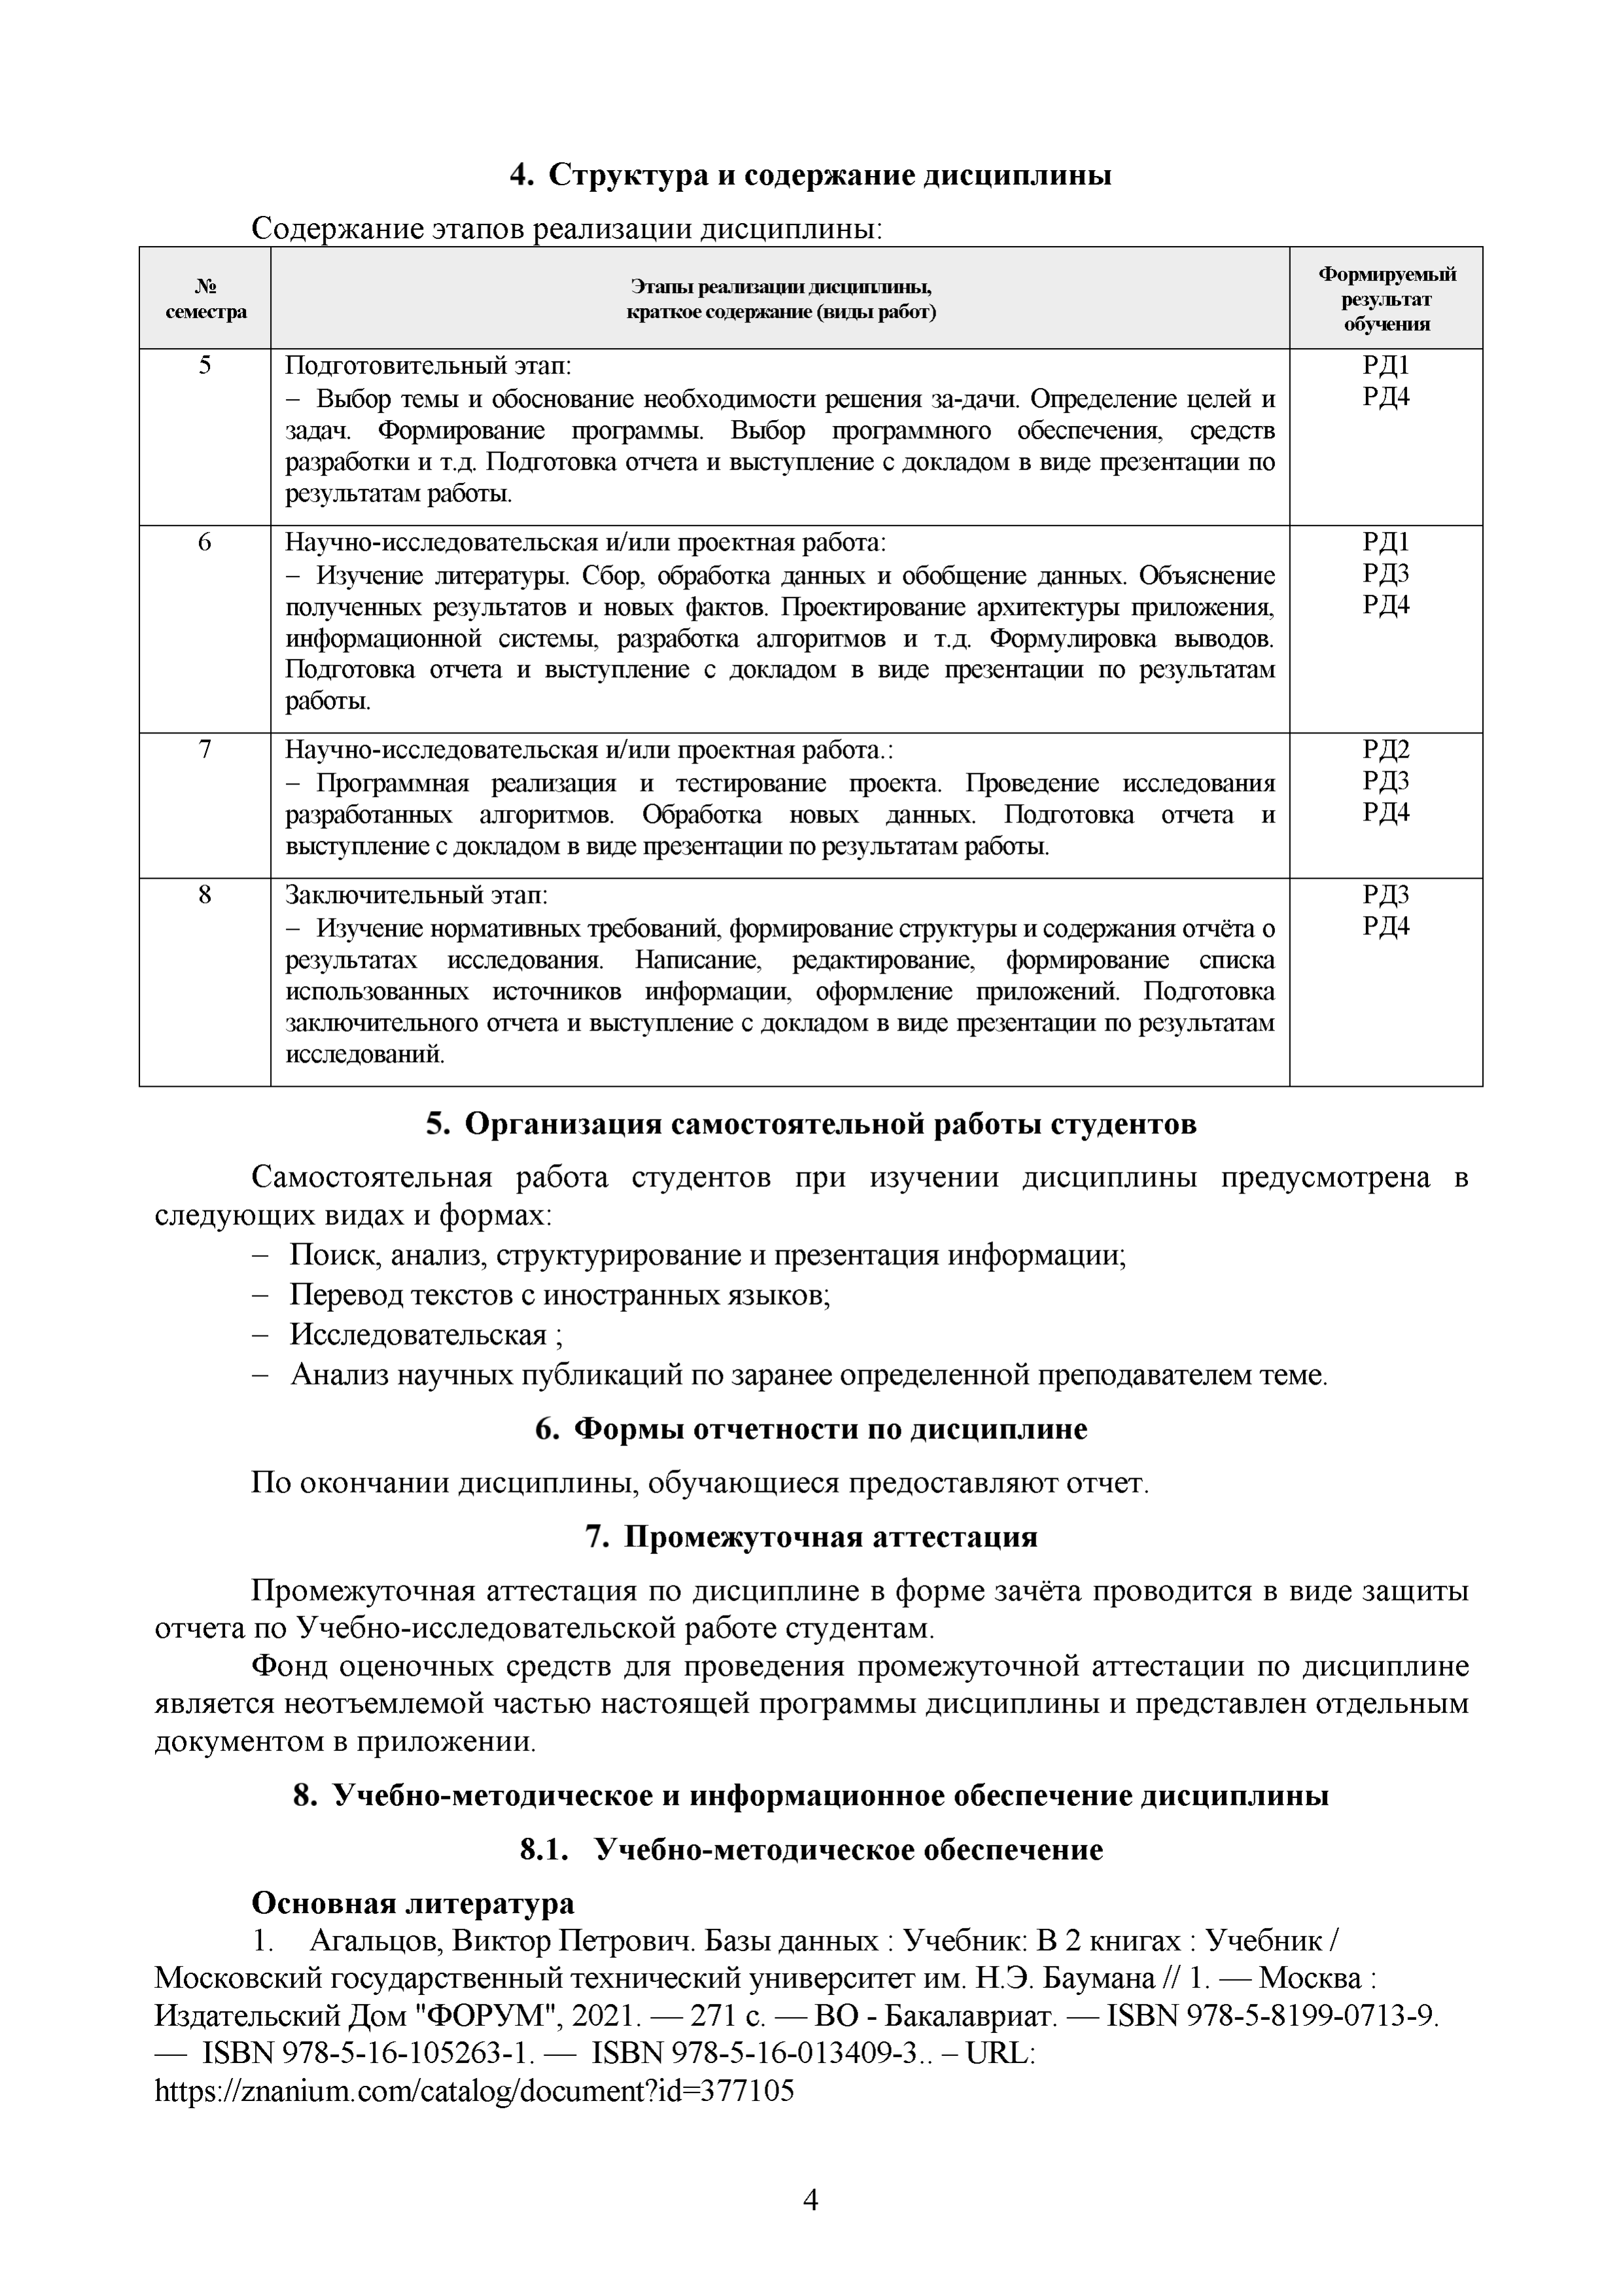 4. Структура и содержание дисциплины
Содержание этапов реализации дисциплины:
№
семестра
Этапы реализации дисциплины,
краткое содержание (виды работ)
Формируемый
результат
обучения
5
Подготовительный этап:
– Выбор темы и обоснование необходимости решения за-дачи. Определение целей и
задач. Формирование программы. Выбор программного обеспечения, средств
разработки и т.д. Подготовка отчета и выступление с докладом в виде презентации по
результатам работы.
РД1
РД4
6
Научно-исследовательская и/или проектная работа:
– Изучение литературы. Сбор, обработка данных и обобщение данных. Объяснение
полученных результатов и новых фактов. Проектирование архитектуры приложения,
информационной системы, разработка алгоритмов и т.д. Формулировка выводов.
Подготовка отчета и выступление с докладом в виде презентации по результатам
работы.
РД1
РД3
РД4
7
Научно-исследовательская и/или проектная работа.:
– Программная реализация и тестирование проекта. Проведение исследования
разработанных алгоритмов. Обработка новых данных. Подготовка отчета и
выступление с докладом в виде презентации по результатам работы.
РД2
РД3
РД4
8
Заключительный этап:
– Изучение нормативных требований, формирование структуры и содержания отчёта о
результатах исследования. Написание, редактирование, формирование списка
использованных источников информации, оформление приложений. Подготовка
заключительного отчета и выступление с докладом в виде презентации по результатам
исследований.
РД3
РД4
5. Организация самостоятельной работы студентов
Самостоятельная работа студентов при изучении дисциплины предусмотрена в
следующих видах и формах:
– Поиск, анализ, структурирование и презентация информации;
– Перевод текстов с иностранных языков;
– Исследовательская ;
– Анализ научных публикаций по заранее определенной преподавателем теме.
6. Формы отчетности по дисциплине
По окончании дисциплины, обучающиеся предоставляют отчет.
7. Промежуточная аттестация
Промежуточная аттестация по дисциплине в форме зачёта проводится в виде защиты
отчета по Учебно-исследовательской работе студентам.
Фонд оценочных средств для проведения промежуточной аттестации по дисциплине
является неотъемлемой частью настоящей программы дисциплины и представлен отдельным
документом в приложении.
8. Учебно-методическое и информационное обеспечение дисциплины
8.1. Учебно-методическое обеспечение
Основная литература
1. Агальцов, Виктор Петрович. Базы данных : Учебник: В 2 книгах : Учебник /
Московский государственный технический университет им. Н.Э. Баумана // 1. — Москва :
Издательский Дом "ФОРУМ", 2021. — 271 с. — ВО - Бакалавриат. — ISBN 978-5-8199-0713-9.
— ISBN 978-5-16-105263-1. — ISBN 978-5-16-013409-3.. – URL:
https://znanium.com/catalog/document?id=377105
4